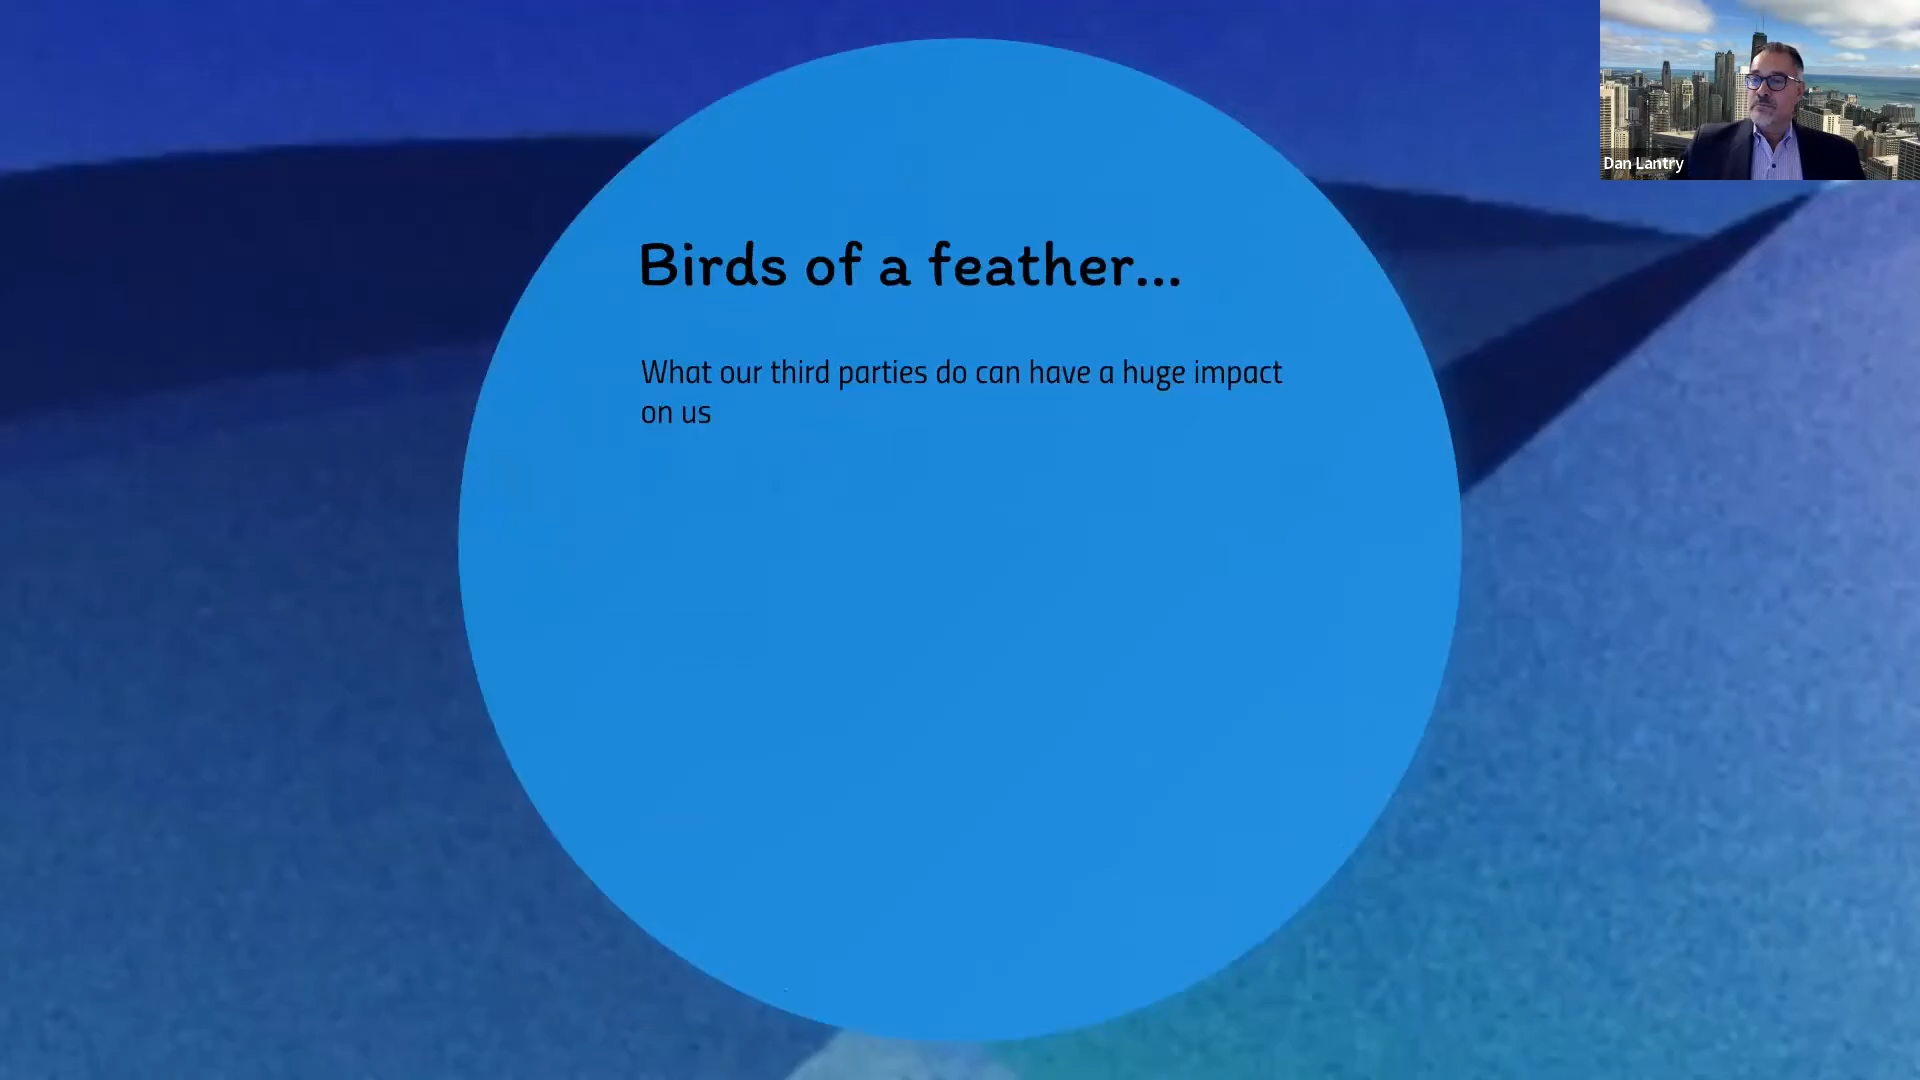 Birds of a feather...
What our third parties do can have a huge impact
on us
Dan Lantry